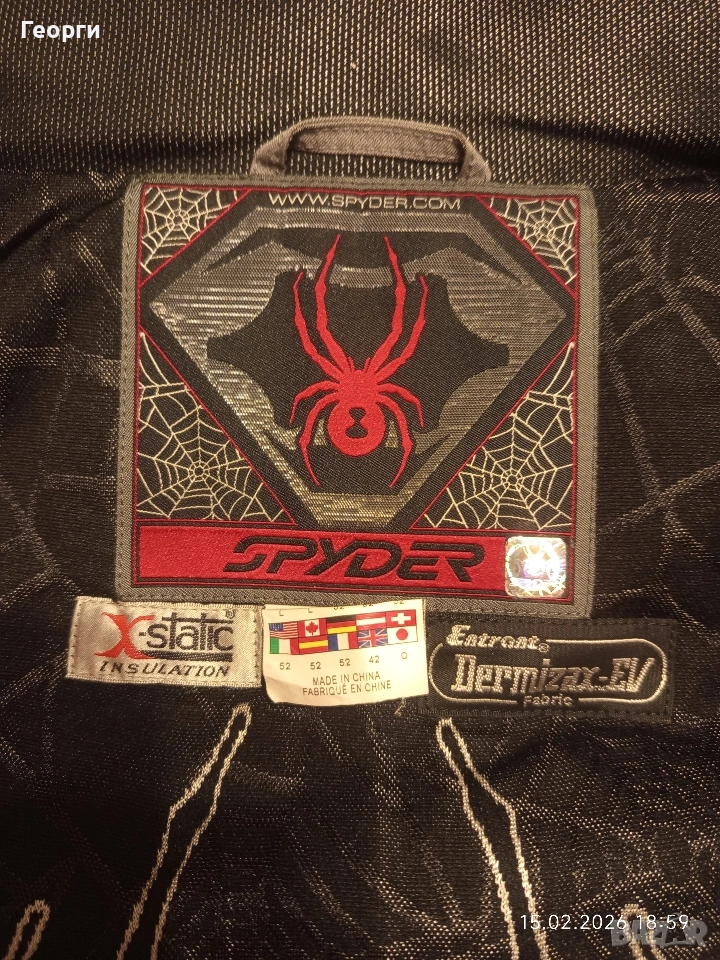 Георги
WWW.SPYDER.COM
SPYDER
X-static®
INSULATION
52 52 52 42 O
MADE IN CHINA
FABRIQUÉ EN CHINE
Entrant®
Dermizax-EV
Fabric
15.02.2026 18:59
BAZAR